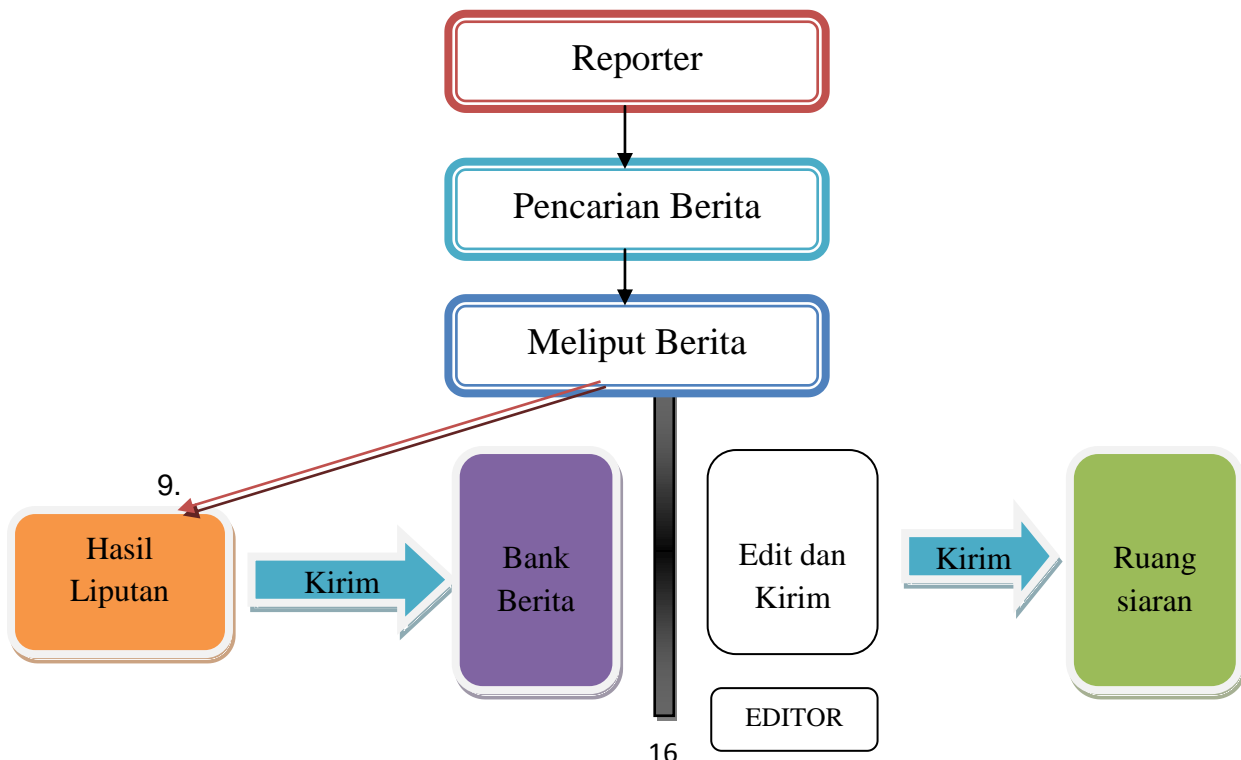 Reporter
Pencarian Berita
Meliput Berita
9.
Hasil
Liputan
Kirim
Bank
Berita
Edit dan
Kirim
Kirim
Ruang
siaran
EDITOR
16